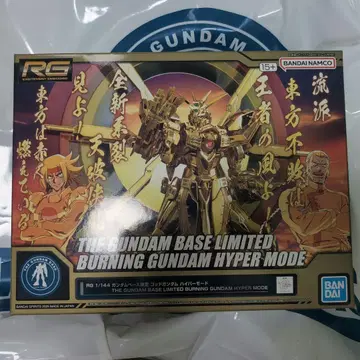 GUNDAM
RG
15+
BANDAI NAMCO
流派
東方不敗は
王者の風よ
全新系裂
天破侠乱
見よ!
東方は赤く
燃えている
THE GUNDAM BASE LIMITED
BURNING GUNDAM HYPER MODE
RG 1/144 ガンダムベース限定 ゴッドガンダム ハイパーモード
THE GUNDAM BASE LIMITED BURNING GUNDAM HYPER MODE
BANDAI